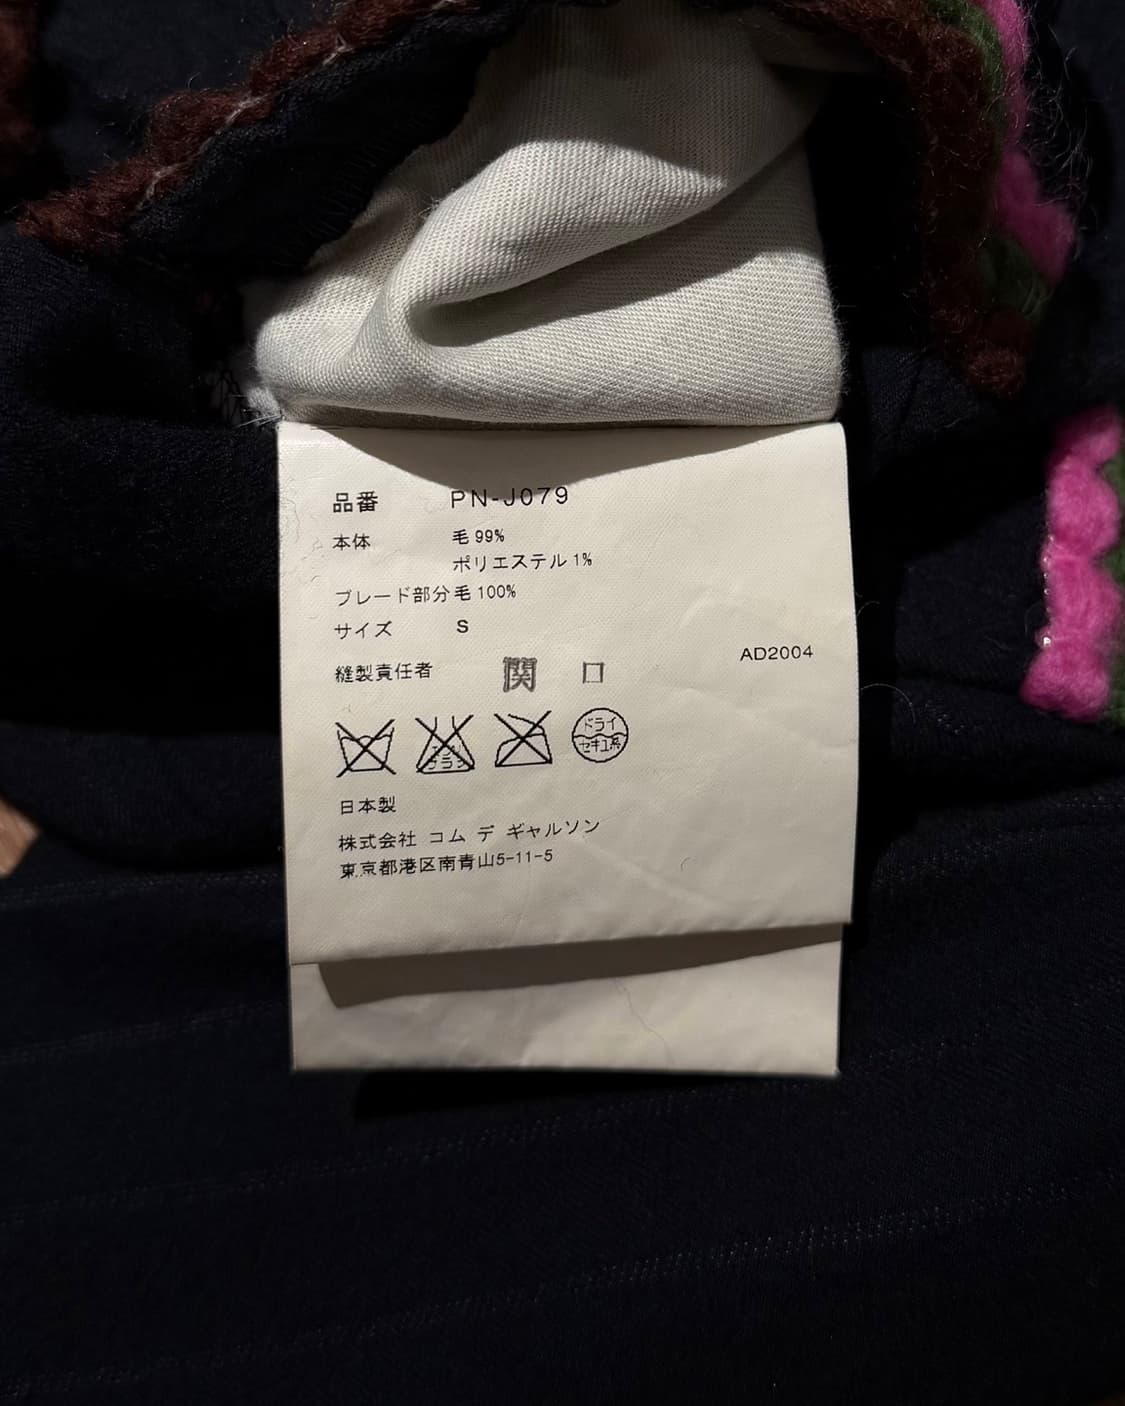 品番 PN-J079
本体 毛 99%
ポリエステル 1%
ブレード部分 毛 100%
サイズ S
縫製責任者 関 口
AD2004
ドライ
セキユ系
日本製
株式会社 コム デ ギャルソン
東京都港区南青山5-11-5